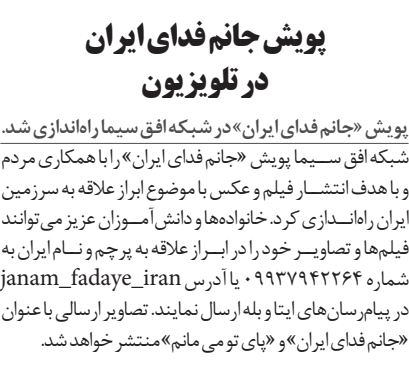 پویش جانم فدای ایران
در تلویزیون
پویش «جانم فدای ایران» در شبکه افق سیما راه‌اندازی شد.
شبکه افق سیما پویش «جانم فدای ایران» را با همکاری مردم
و با هدف انتشار فیلم و عکس با موضوع ابراز علاقه به سرزمین
ایران راه‌اندازی کرد. خانواده‌ها و دانش‌آموزان عزیز می‌توانند
فیلم‌ها و تصاویر خود را در ابراز علاقه به پرچم و نام ایران به
شماره ۰۹۹۳۷۹۴۲۲۶۴ یا آدرس janam_fadaye_iran
در پیام‌رسان‌های ایتا و بله ارسال نمایند. تصاویر ارسالی با عنوان
«جانم فدای ایران» و «پای تو می مانم» منتشر خواهد شد.